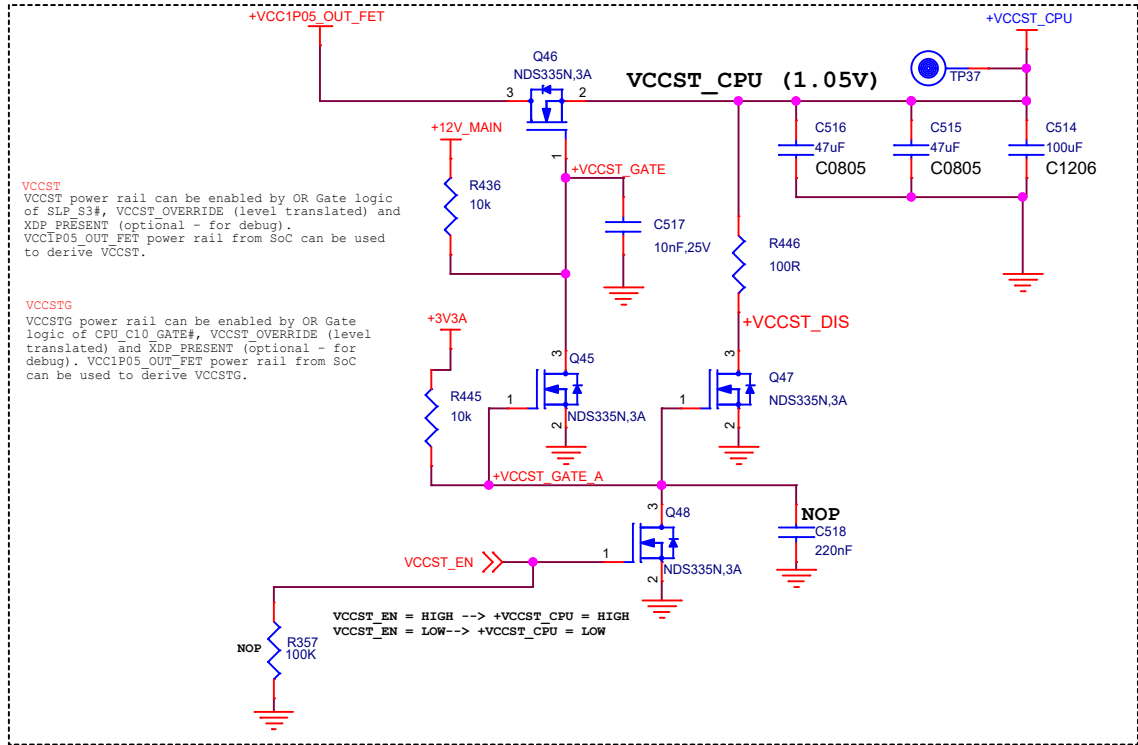 +VCC1P05_OUT_FET
+VCCST_CPU
Q46
NDS335N,3A
VCCST_CPU (1.05V)
TP37
3
2
1
+12V_MAIN
C516
47uF
C0805
C515
47uF
C0805
C514
100uF
C1206
+VCCST_GATE
R436
10k
VCCST
VCCST power rail can be enabled by OR Gate logic
of SLP_S3#, VCCST_OVERRIDE (level translated) and
XDP_PRESENT (optional - for debug).
VCC1P05_OUT_FET power rail from SoC can be used
to derive VCCST.
C517
10nF,25V
R446
100R
VCCSTG
VCCSTG power rail can be enabled by OR Gate
logic of CPU_C10_GATE#, VCCST_OVERRIDE (level
translated) and XDP_PRESENT (optional - for
debug). VCC1P05_OUT_FET power rail from SoC
can be used to derive VCCSTG.
+3V3A
+VCCST_DIS
3
Q45
1
2
NDS335N,3A
3
Q47
1
2
NDS335N,3A
R445
10k
+VCCST_GATE_A
3
Q48
1
2
NDS335N,3A
NOP
C518
220nF
VCCST_EN
VCCST_EN = HIGH --> +VCCST_CPU = HIGH
VCCST_EN = LOW--> +VCCST_CPU = LOW
NOP
R357
100K